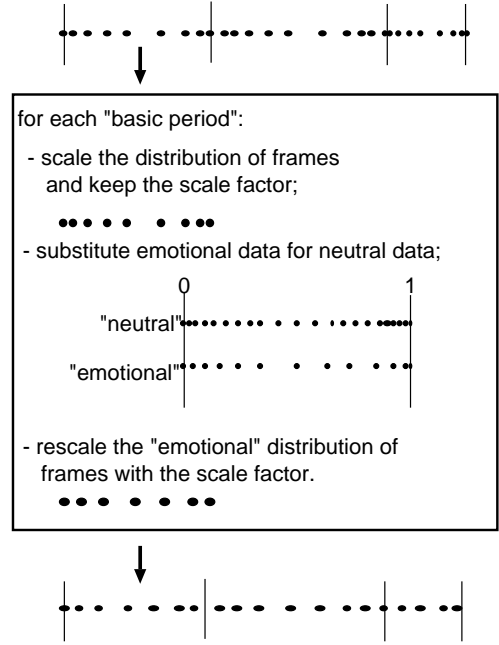 for each "basic period":
- scale the distribution of frames
and keep the scale factor;
- substitute emotional data for neutral data;
0 1
"neutral"
"emotional"
- rescale the "emotional" distribution of
frames with the scale factor.